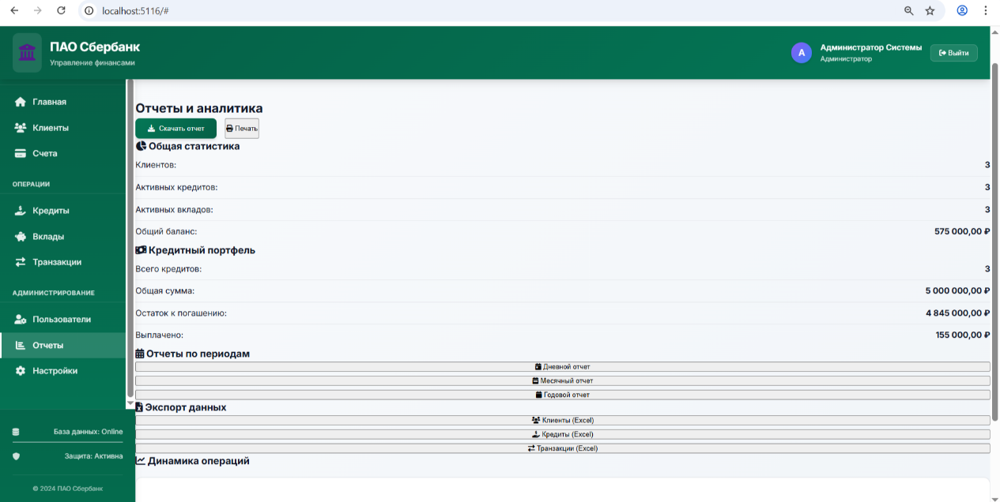 localhost:5116/#
ПАО Сбербанк
Управление финансами
А
Администратор Системы
Администратор
Выйти
Главная
Клиенты
Счета
ОПЕРАЦИИ
Кредиты
Вклады
Транзакции
АДМИНИСТРИРОВАНИЕ
Пользователи
Отчеты
Настройки
База данных: Online
Защита: Активна
© 2024 ПАО Сбербанк
Отчеты и аналитика
Скачать отчет Печать
Общая статистика
Клиентов: 3
Активных кредитов: 3
Активных вкладов: 3
Общий баланс: 575 000,00 ₽
Кредитный портфель
Всего кредитов: 3
Общая сумма: 5 000 000,00 ₽
Остаток к погашению: 4 845 000,00 ₽
Выплачено: 155 000,00 ₽
Отчеты по периодам
Дневной отчет
Месячный отчет
Годовой отчет
Экспорт данных
Клиенты (Excel)
Кредиты (Excel)
Транзакции (Excel)
Динамика операций